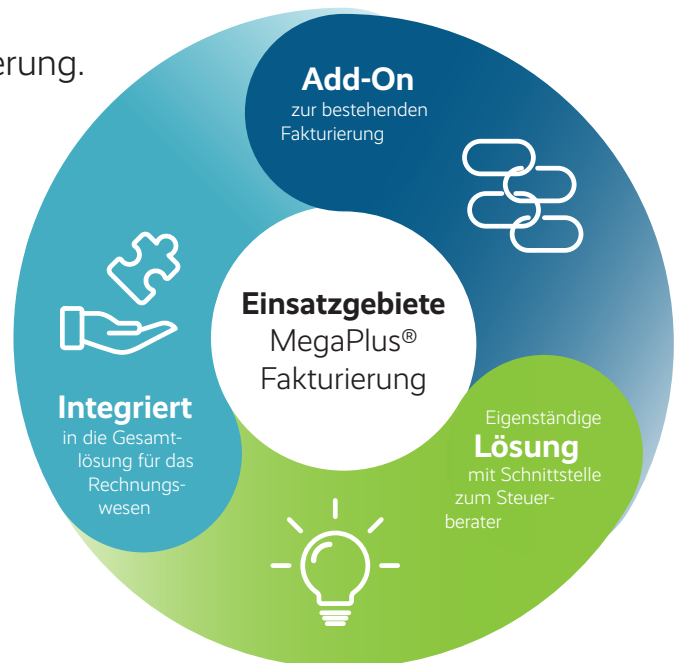 erung.
Add-On
zur bestehenden
Fakturierung
Einsatzgebiete
MegaPlus®
Fakturierung
Integriert
in die Gesamt-
lösung für das
Rechnungs-
wesen
Eigenständige
Lösung
mit Schnittstelle
zum Steuer-
berater